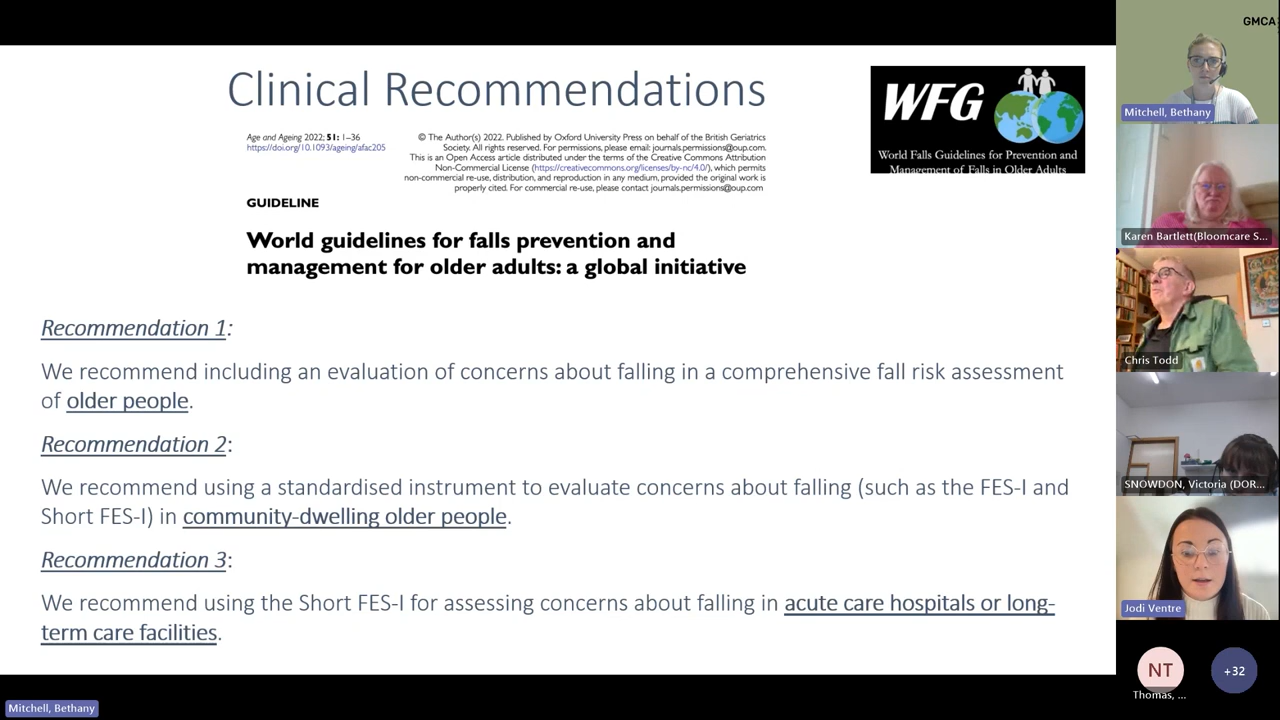 Clinical Recommendations
Age and Ageing 2022; 51: 1–36
https://doi.org/10.1093/ageing/afac205
© The Author(s) 2022. Published by Oxford University Press on behalf of the British Geriatrics
Society. All rights reserved. For permissions, please email: journals.permissions@oup.com.
This is an Open Access article distributed under the terms of the Creative Commons Attribution
Non-Commercial License (https://creativecommons.org/licenses/by-nc/4.0/), which permits
non-commercial re-use, distribution, and reproduction in any medium, provided the original work is
properly cited. For commercial re-use, please contact journals.permissions@oup.com
WFG
World Falls Guidelines for Prevention and
Management of Falls in Older Adults
GUIDELINE
World guidelines for falls prevention and
management for older adults: a global initiative
Recommendation 1:
We recommend including an evaluation of concerns about falling in a comprehensive fall risk assessment
of older people.
Recommendation 2:
We recommend using a standardised instrument to evaluate concerns about falling (such as the FES-I and
Short FES-I) in community-dwelling older people.
Recommendation 3:
We recommend using the Short FES-I for assessing concerns about falling in acute care hospitals or long-
term care facilities.
Mitchell, Bethany
GMCA
Mitchell, Bethany
Karen Bartlett(Bloomcare S...
Chris Todd
SNOWDON, Victoria (DOR...
Jodi Ventre
NT
+32
Thomas, ...